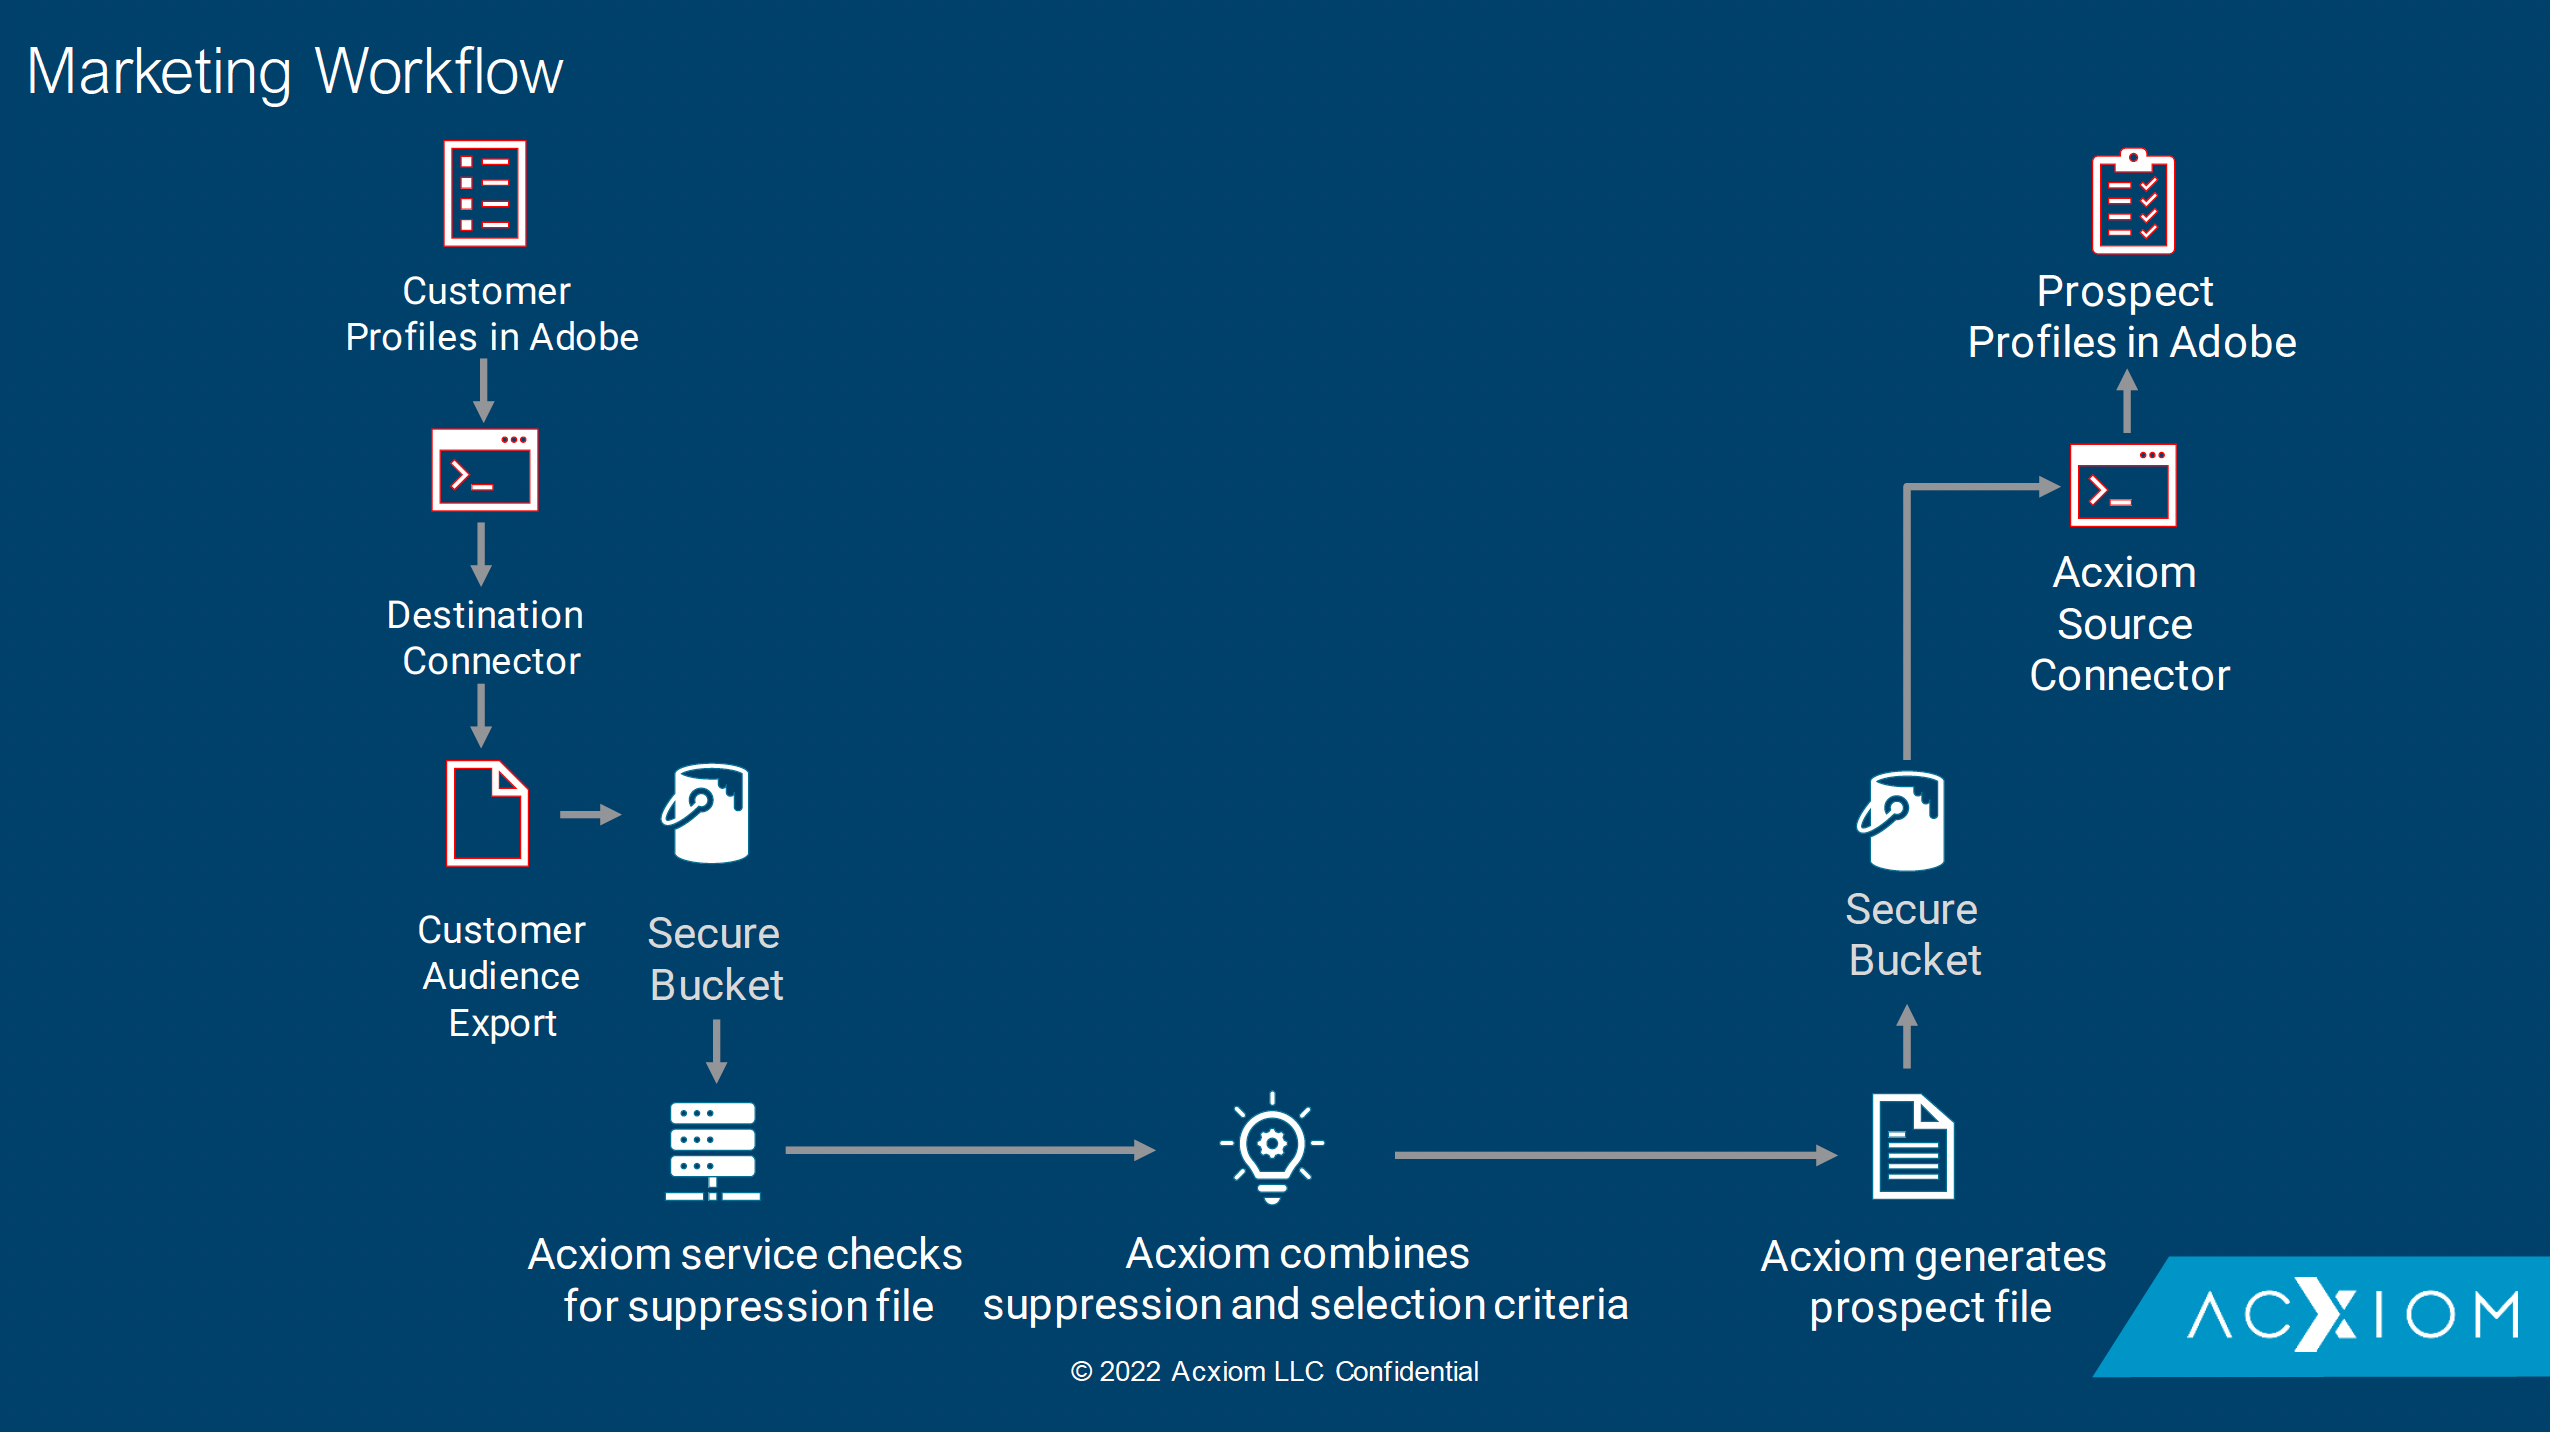 Marketing Workflow
Customer
Profiles in Adobe
Destination
Connector
Customer
Audience
Export
Secure
Bucket
Acxiom service checks
for suppression file
Acxiom combines
suppression and selection criteria
Acxiom generates
prospect file
Secure
Bucket
Acxiom
Source
Connector
Prospect
Profiles in Adobe
© 2022 Acxiom LLC Confidential
ACXIOM